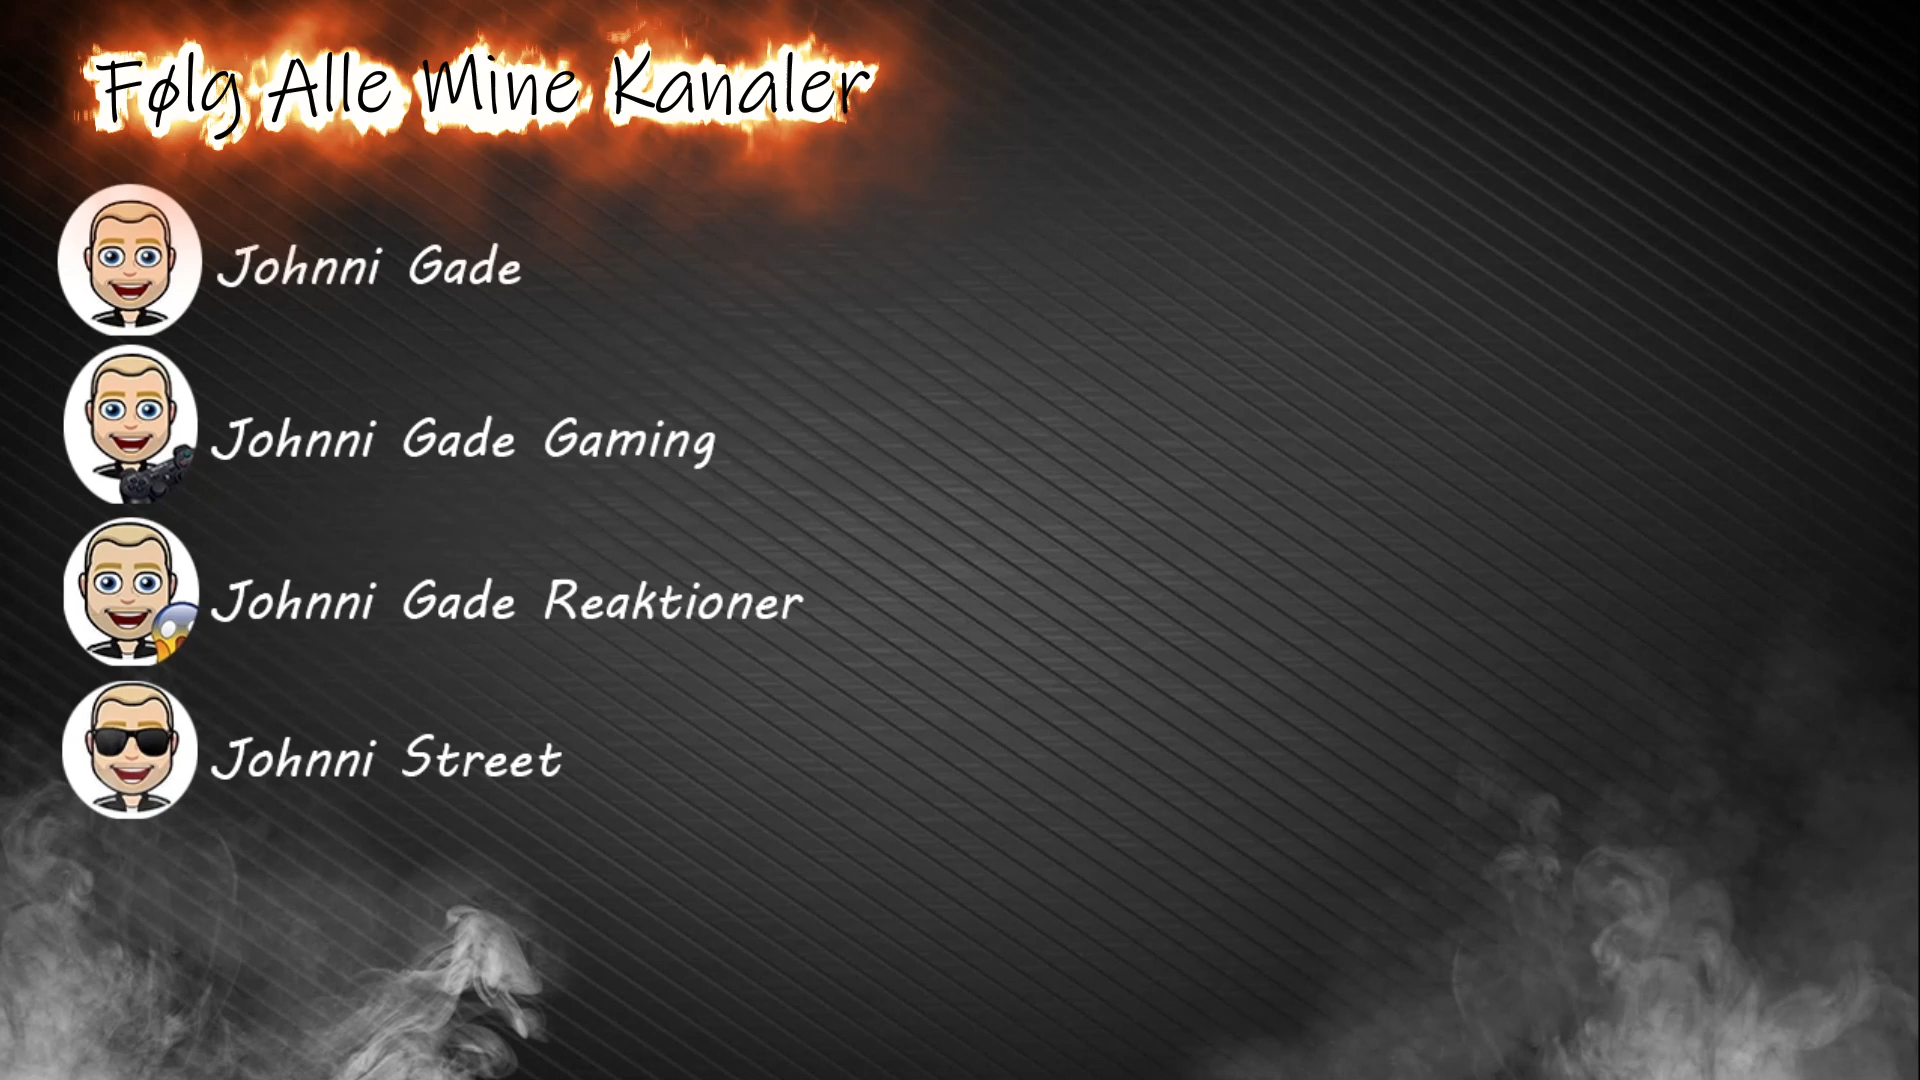 Følg Alle Mine Kanaler
Johnni Gade
Johnni Gade Gaming
Johnni Gade Reaktioner
Johnni Street